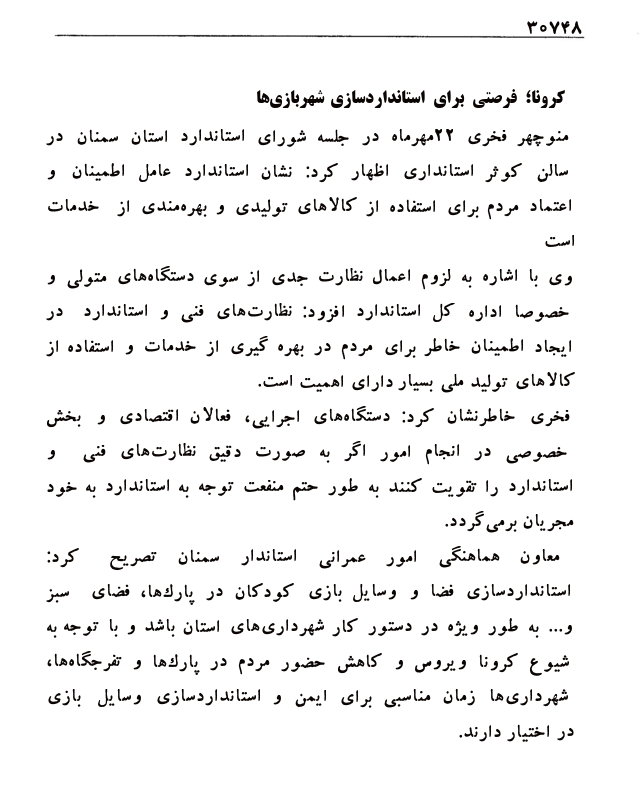 ۳۰۷۴۸
کرونا؛ فرصتی برای استانداردسازی شهربازی‌ها
منوچهر فخری ۲۲مهرماه در جلسه شورای استاندارد استان سمنان در
سالن کوثر استانداری اظهار کرد: نشان استاندارد عامل اطمینان و
اعتماد مردم برای استفاده از کالاهای تولیدی و بهره‌مندی از خدمات
است
وی با اشاره به لزوم اعمال نظارت جدی از سوی دستگاه‌های متولی و
خصوصا اداره کل استاندارد افزود: نظارت‌های فنی و استاندارد در
ایجاد اطمینان خاطر برای مردم در بهره گیری از خدمات و استفاده از
کالاهای تولید ملی بسیار دارای اهمیت است.
فخری خاطرنشان کرد: دستگاه‌های اجرایی، فعالان اقتصادی و بخش
خصوصی در انجام امور اگر به صورت دقیق نظارت‌های فنی و
استاندارد را تقویت کنند به طور حتم منفعت توجه به استاندارد به خود
مجریان برمی‌گردد.
معاون هماهنگی امور عمرانی استاندار سمنان تصریح کرد:
استانداردسازی فضا و وسایل بازی کودکان در پارک‌ها، فضای سبز
و... به طور ویژه در دستور کار شهرداری‌های استان باشد و با توجه به
شیوع کرونا ویروس و کاهش حضور مردم در پارک‌ها و تفرجگاه‌ها،
شهرداری‌ها زمان مناسبی برای ایمن و استانداردسازی وسایل بازی
در اختیار دارند.